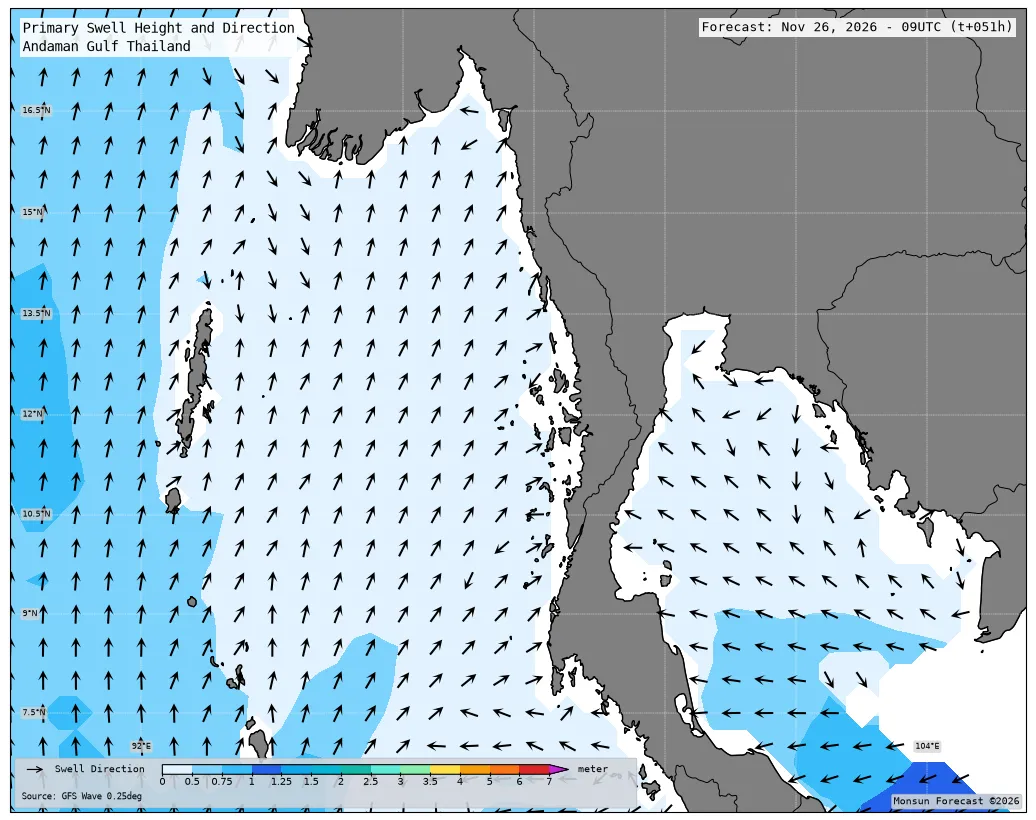 Primary Swell Height and Direction
Andaman Gulf Thailand
Forecast: Nov 26, 2026 - 09UTC (t+051h)
16.5°N
15°N
13.5°N
12°N
10.5°N
9°N
7.5°N
92°E
104°E
Swell Direction
meter
0 0.5 0.75 1 1.25 1.5 2 2.5 3 3.5 4 5 6 7
Source: GFS Wave 0.25deg
Monsun Forecast ©2026